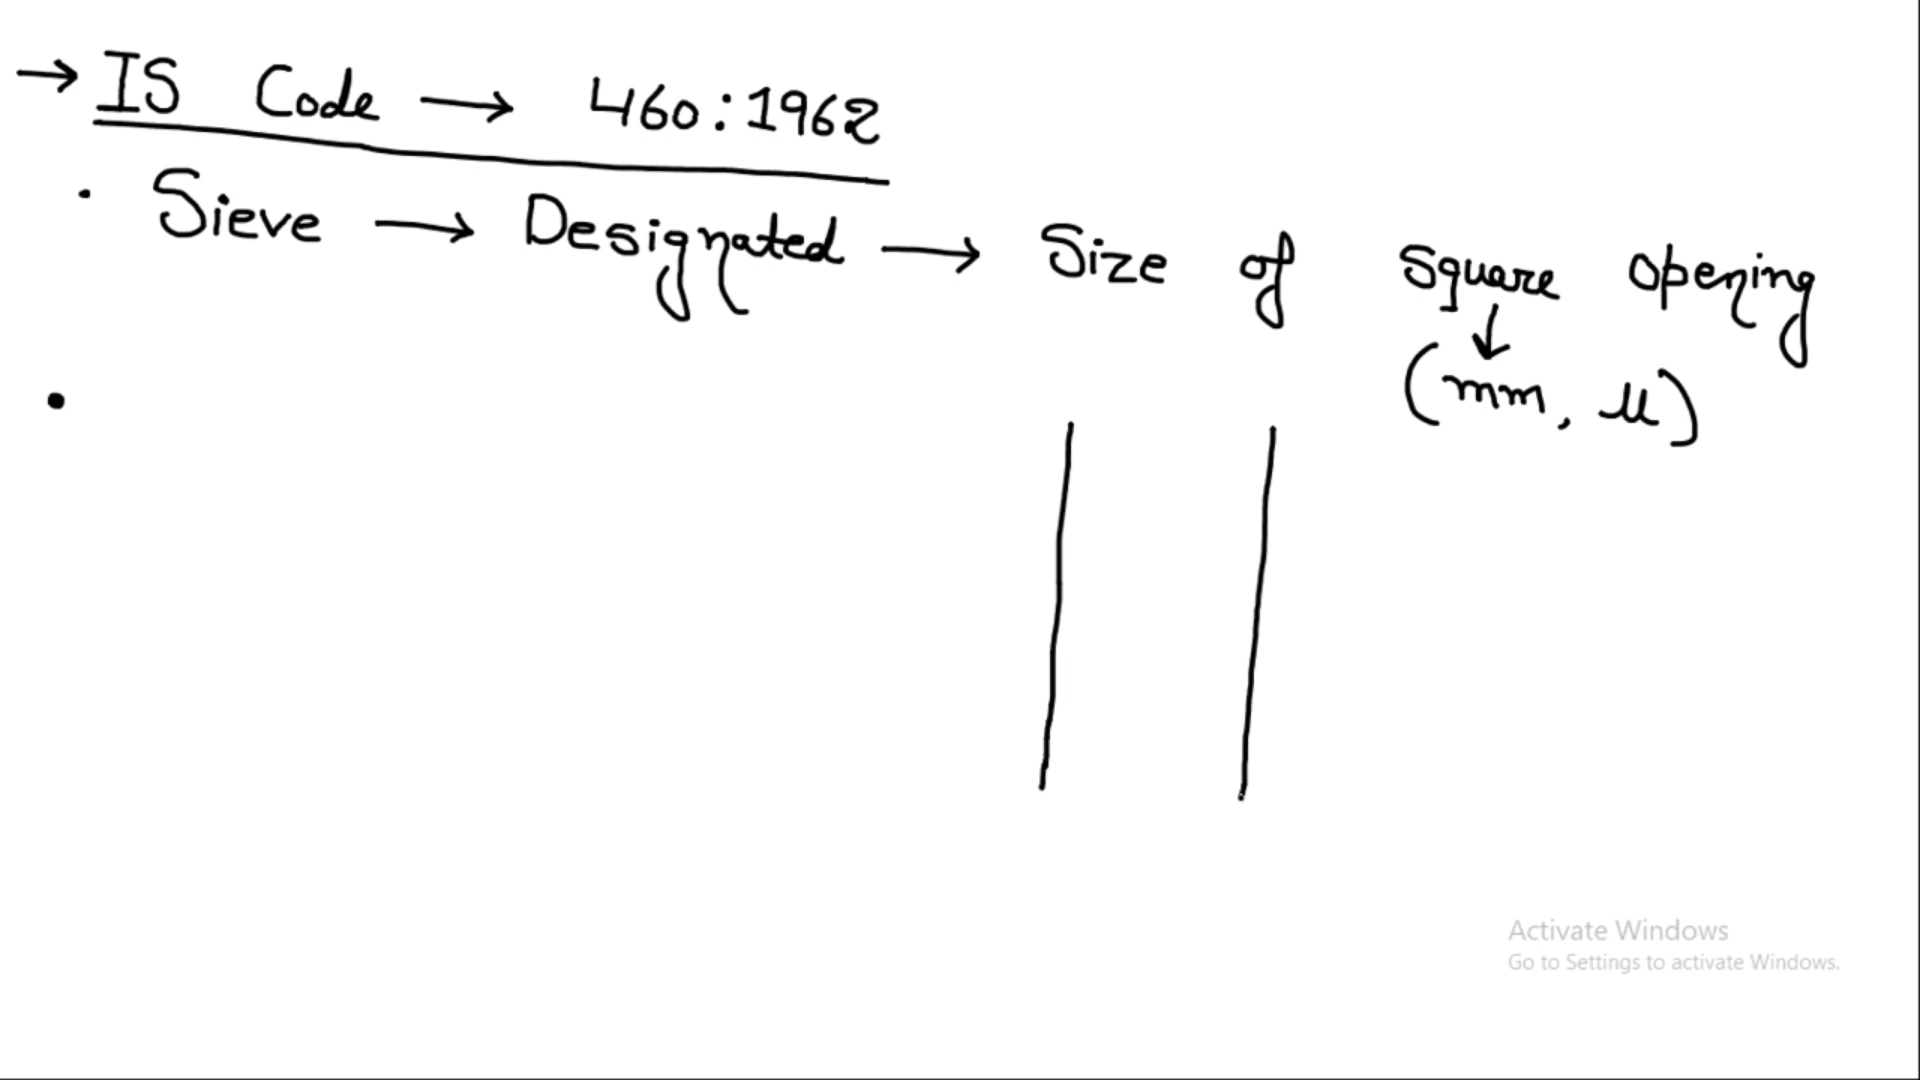 → IS Code → 460:1962
• Sieve → Designated → Size of square opening
↓
(mm, μ)
•
Activate Windows
Go to Settings to activate Windows.